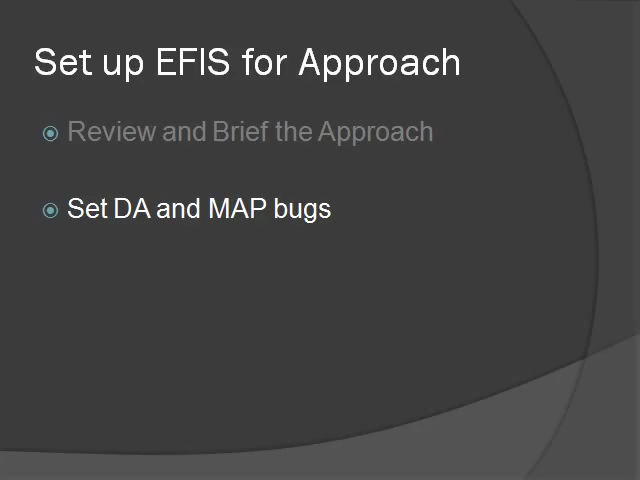 Set up EFIS for Approach
Review and Brief the Approach
Set DA and MAP bugs